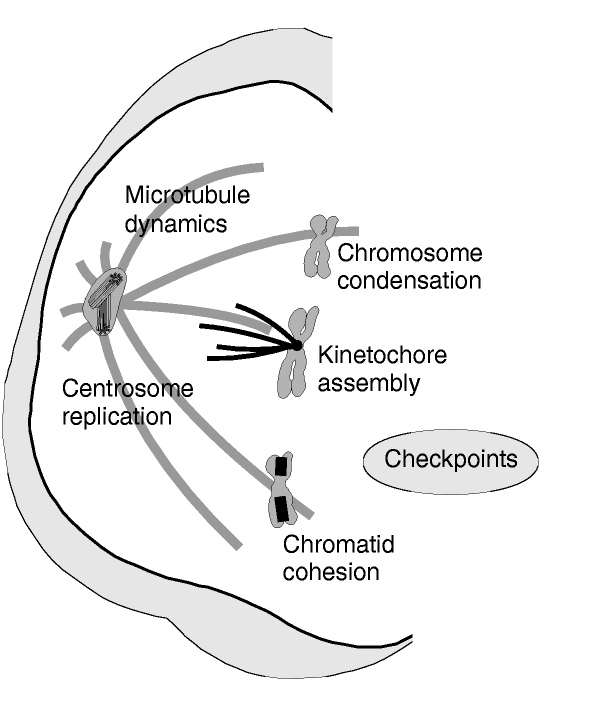 Microtubule
dynamics
Chromosome
condensation
Kinetochore
assembly
Centrosome
replication
Checkpoints
Chromatid
cohesion